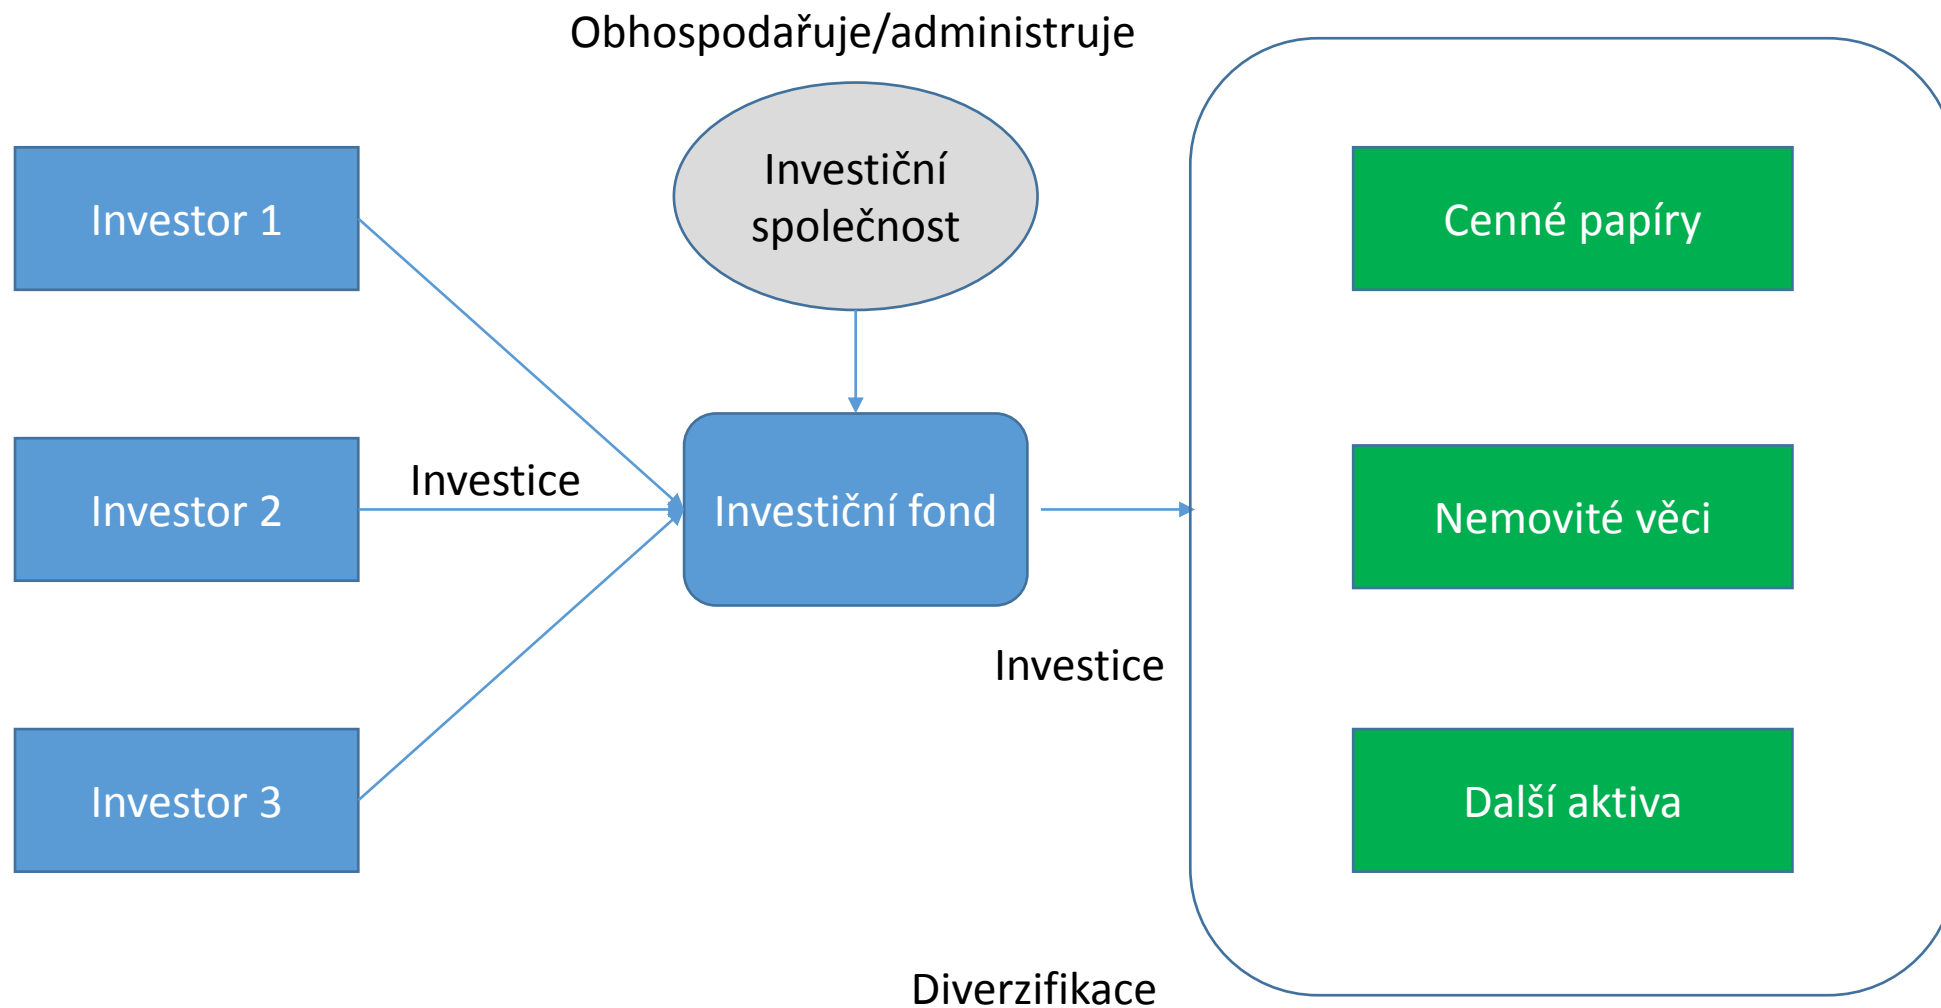 Obhospodařuje/administruje
Investiční
společnost
Investor 1
Cenné papíry
Investice
Investor 2
Investiční fond
Nemovité věci
Investice
Investor 3
Další aktiva
Diverzifikace